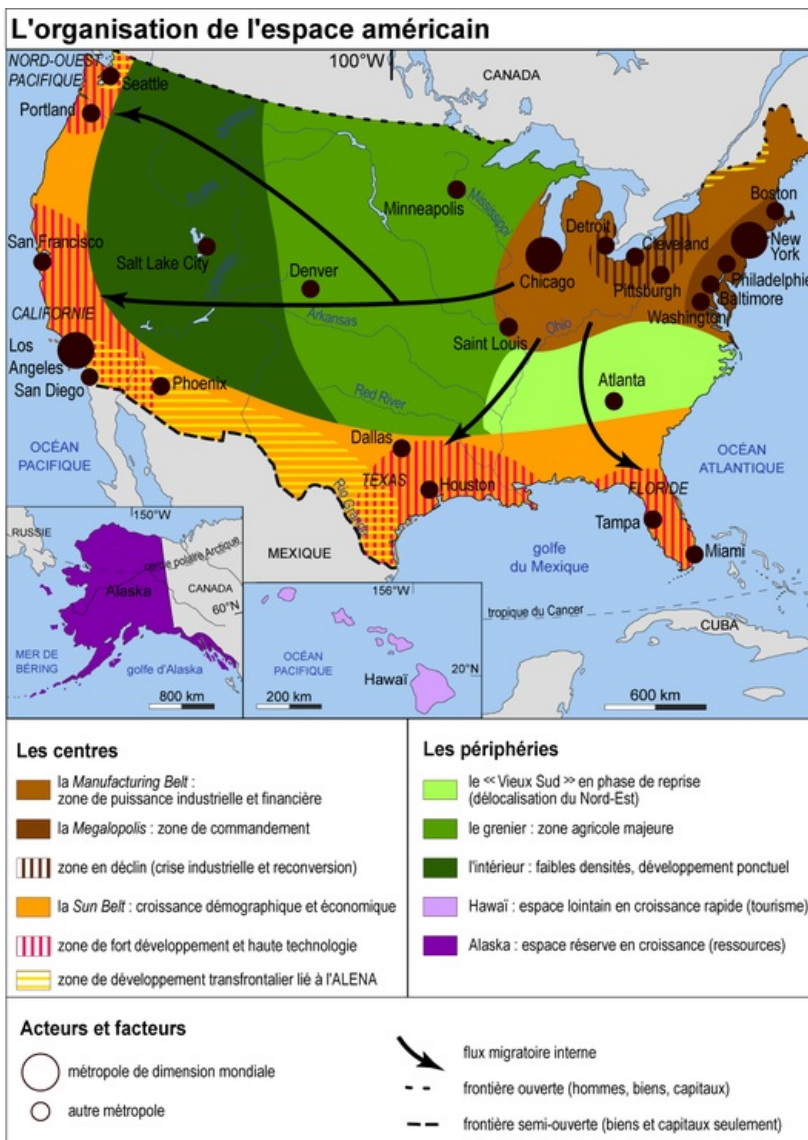 L'organisation de l'espace américain
NORD-OUEST
PACIFIQUE
Seattle
Portland
100°W
CANADA
Minneapolis
Mississippi
Boston
New
York
Detroit
Cleveland
Chicago
Pittsburgh
Philadelphie
Baltimore
Washington
San Francisco
Salt Lake City
Denver
Arkansas
Saint Louis
Ohio
CALIFORNIE
Los
Angeles
San Diego
Phoenix
Red River
Atlanta
Dallas
TEXAS
Houston
Rio Grande
FLORIDE
Tampa
Miami
OCÉAN
PACIFIQUE
OCÉAN
ATLANTIQUE
MEXIQUE
golfe
du Mexique
tropique du Cancer
CUBA
600 km
150°W
RUSSIE
cercle polaire Arctique
Alaska
CANADA
60°N
MER DE
BÉRING
golfe d'Alaska
800 km
156°W
OCÉAN
PACIFIQUE
20°N
Hawaï
200 km
Les centres
la Manufacturing Belt :
zone de puissance industrielle et financière
la Megalopolis : zone de commandement
zone en déclin (crise industrielle et reconversion)
la Sun Belt : croissance démographique et économique
zone de fort développement et haute technologie
zone de développement transfrontalier lié à l'ALENA
Les périphéries
le << Vieux Sud >> en phase de reprise
(délocalisation du Nord-Est)
le grenier : zone agricole majeure
l'intérieur : faibles densités, développement ponctuel
Hawaï : espace lointain en croissance rapide (tourisme)
Alaska : espace réserve en croissance (ressources)
Acteurs et facteurs
métropole de dimension mondiale
autre métropole
flux migratoire interne
frontière ouverte (hommes, biens, capitaux)
frontière semi-ouverte (biens et capitaux seulement)